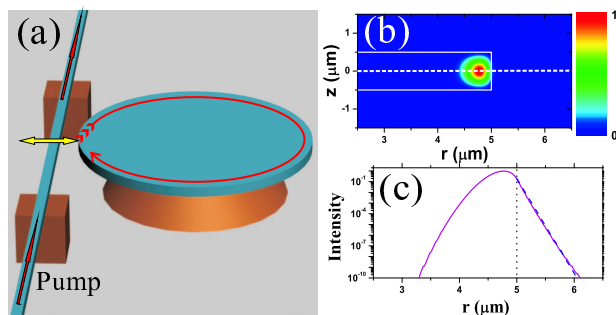 (a)
Pump
(b)
1
0
z (μm)
1
0
-1
3 4 5 6
r (μm)
(c)
Intensity
10⁻¹
10⁻⁴
10⁻⁷
10⁻¹⁰
3 4 5 6
r (μm)